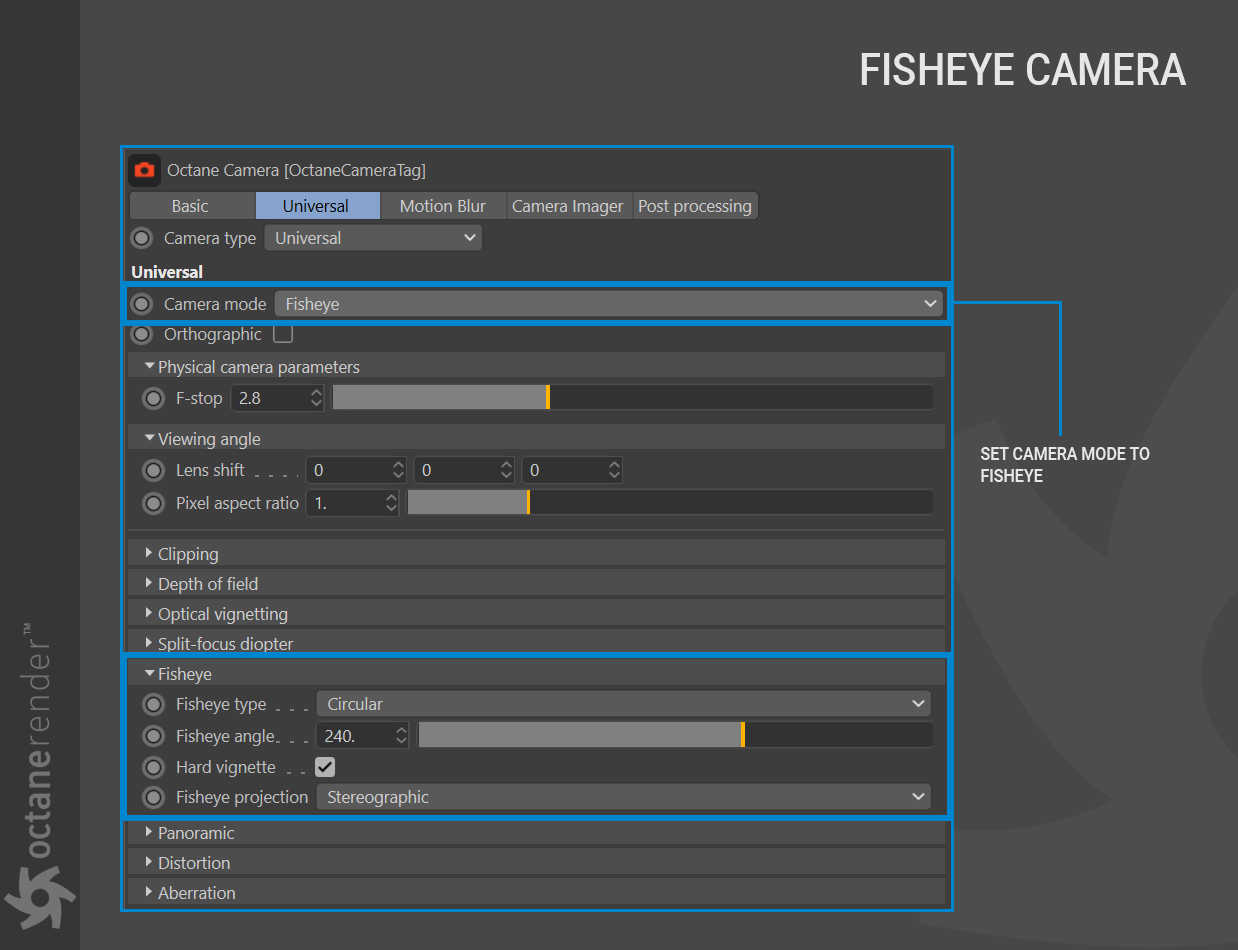 FISHEYE CAMERA
Octane Camera [OctaneCameraTag]
Basic Universal Motion Blur Camera Imager Post processing
Camera type Universal
Universal
Camera mode Fisheye
Orthographic
Physical camera parameters
F-stop 2.8
Viewing angle
Lens shift . . . . 0 0 0
Pixel aspect ratio 1.
Clipping
Depth of field
Optical vignetting
Split-focus diopter
Fisheye
Fisheye type . . . Circular
Fisheye angle. . . 240.
Hard vignette . .
Fisheye projection Stereographic
Panoramic
Distortion
Aberration
SET CAMERA MODE TO
FISHEYE
octanerender™